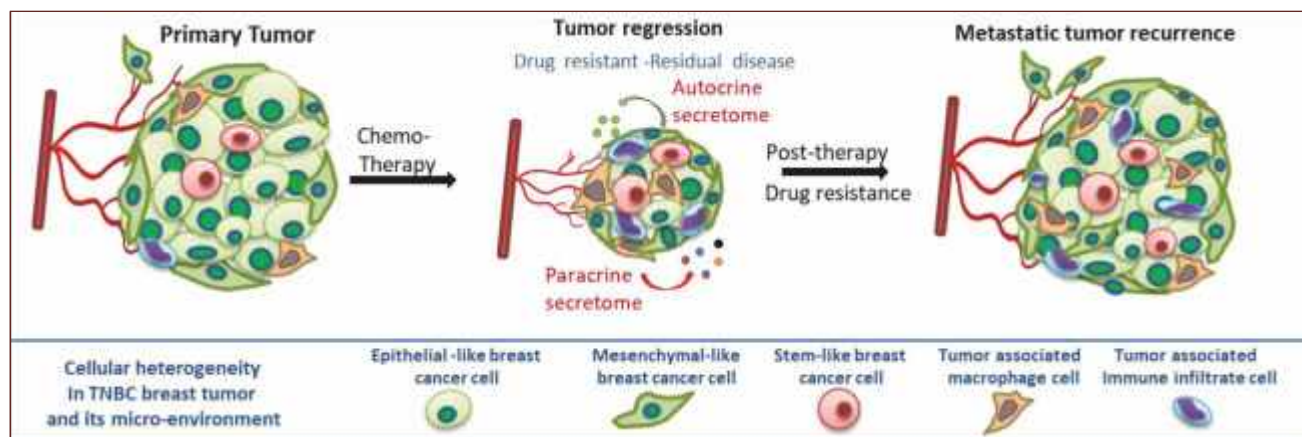 Primary Tumor
Chemo-
Therapy
Tumor regression
Drug resistant -Residual disease
Autocrine
secretome
Paracrine
secretome
Post-therapy
Drug resistance
Metastatic tumor recurrence
Cellular heterogeneity
In TNBC breast tumor
and its micro-environment
Epithelial -like breast
cancer cell
Mesenchymal-like
breast cancer cell
Stem-like breast
cancer cell
Tumor associated
macrophage cell
Tumor associated
Immune infiltrate cell